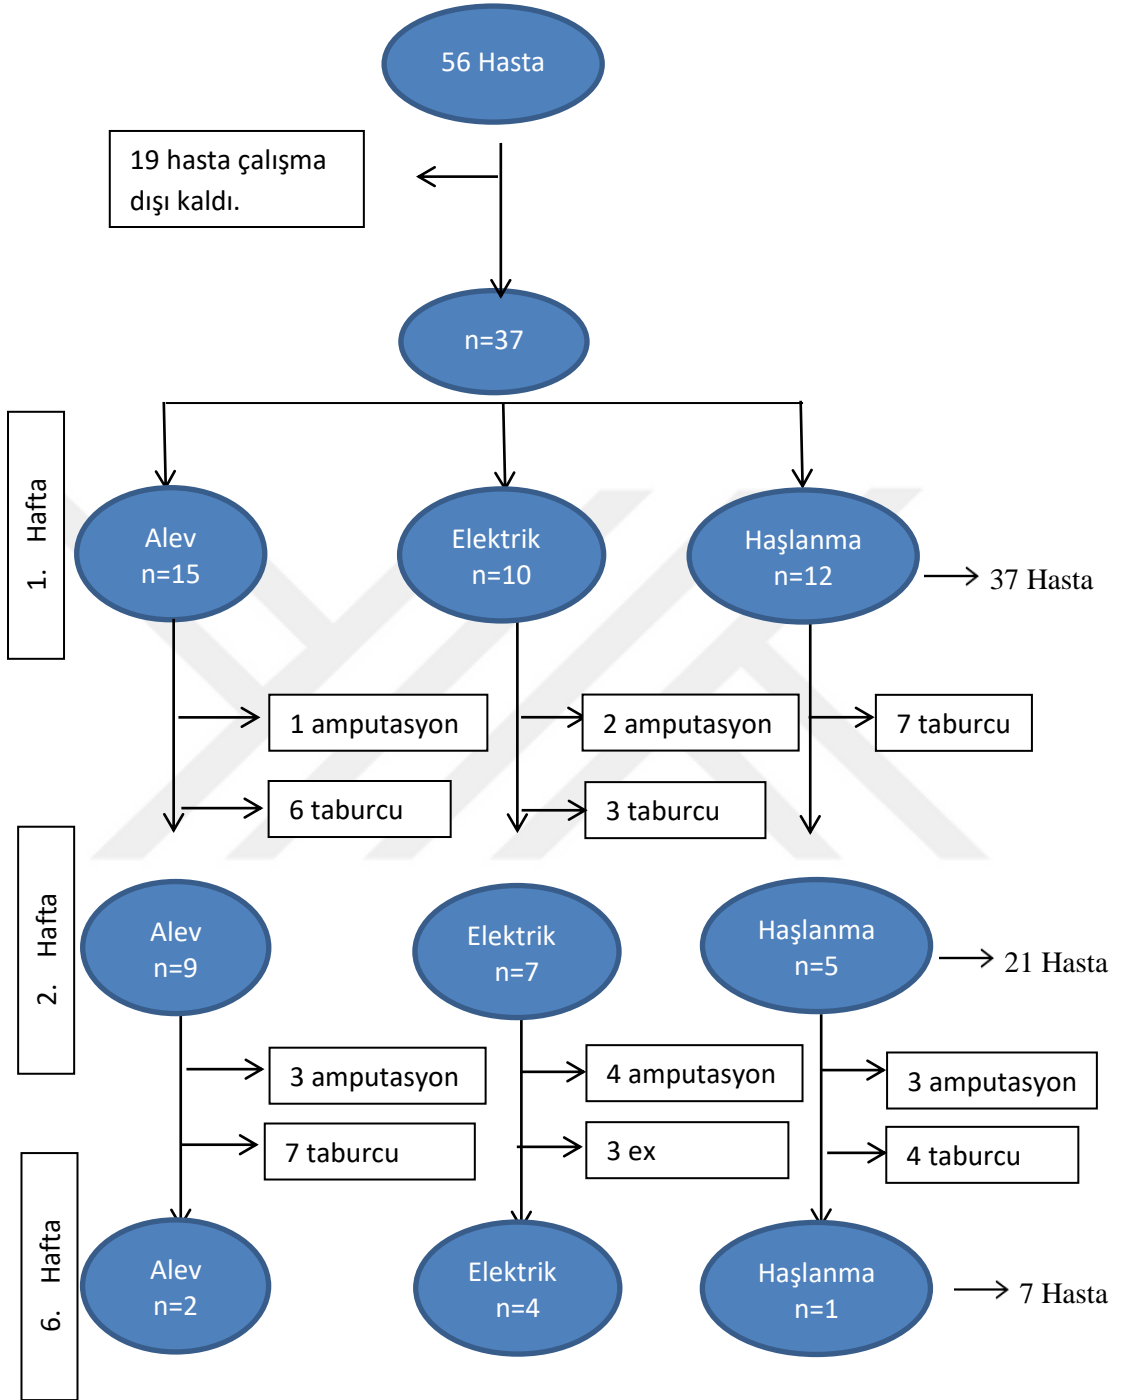 56 Hasta
19 hasta çalışma
dışı kaldı.
n=37
1. Hafta
Alev
n=15
Elektrik
n=10
Haşlanma
n=12
37 Hasta
1 amputasyon
2 amputasyon
7 taburcu
6 taburcu
3 taburcu
2. Hafta
Alev
n=9
Elektrik
n=7
Haşlanma
n=5
21 Hasta
3 amputasyon
4 amputasyon
3 amputasyon
7 taburcu
3 ex
4 taburcu
6. Hafta
Alev
n=2
Elektrik
n=4
Haşlanma
n=1
7 Hasta